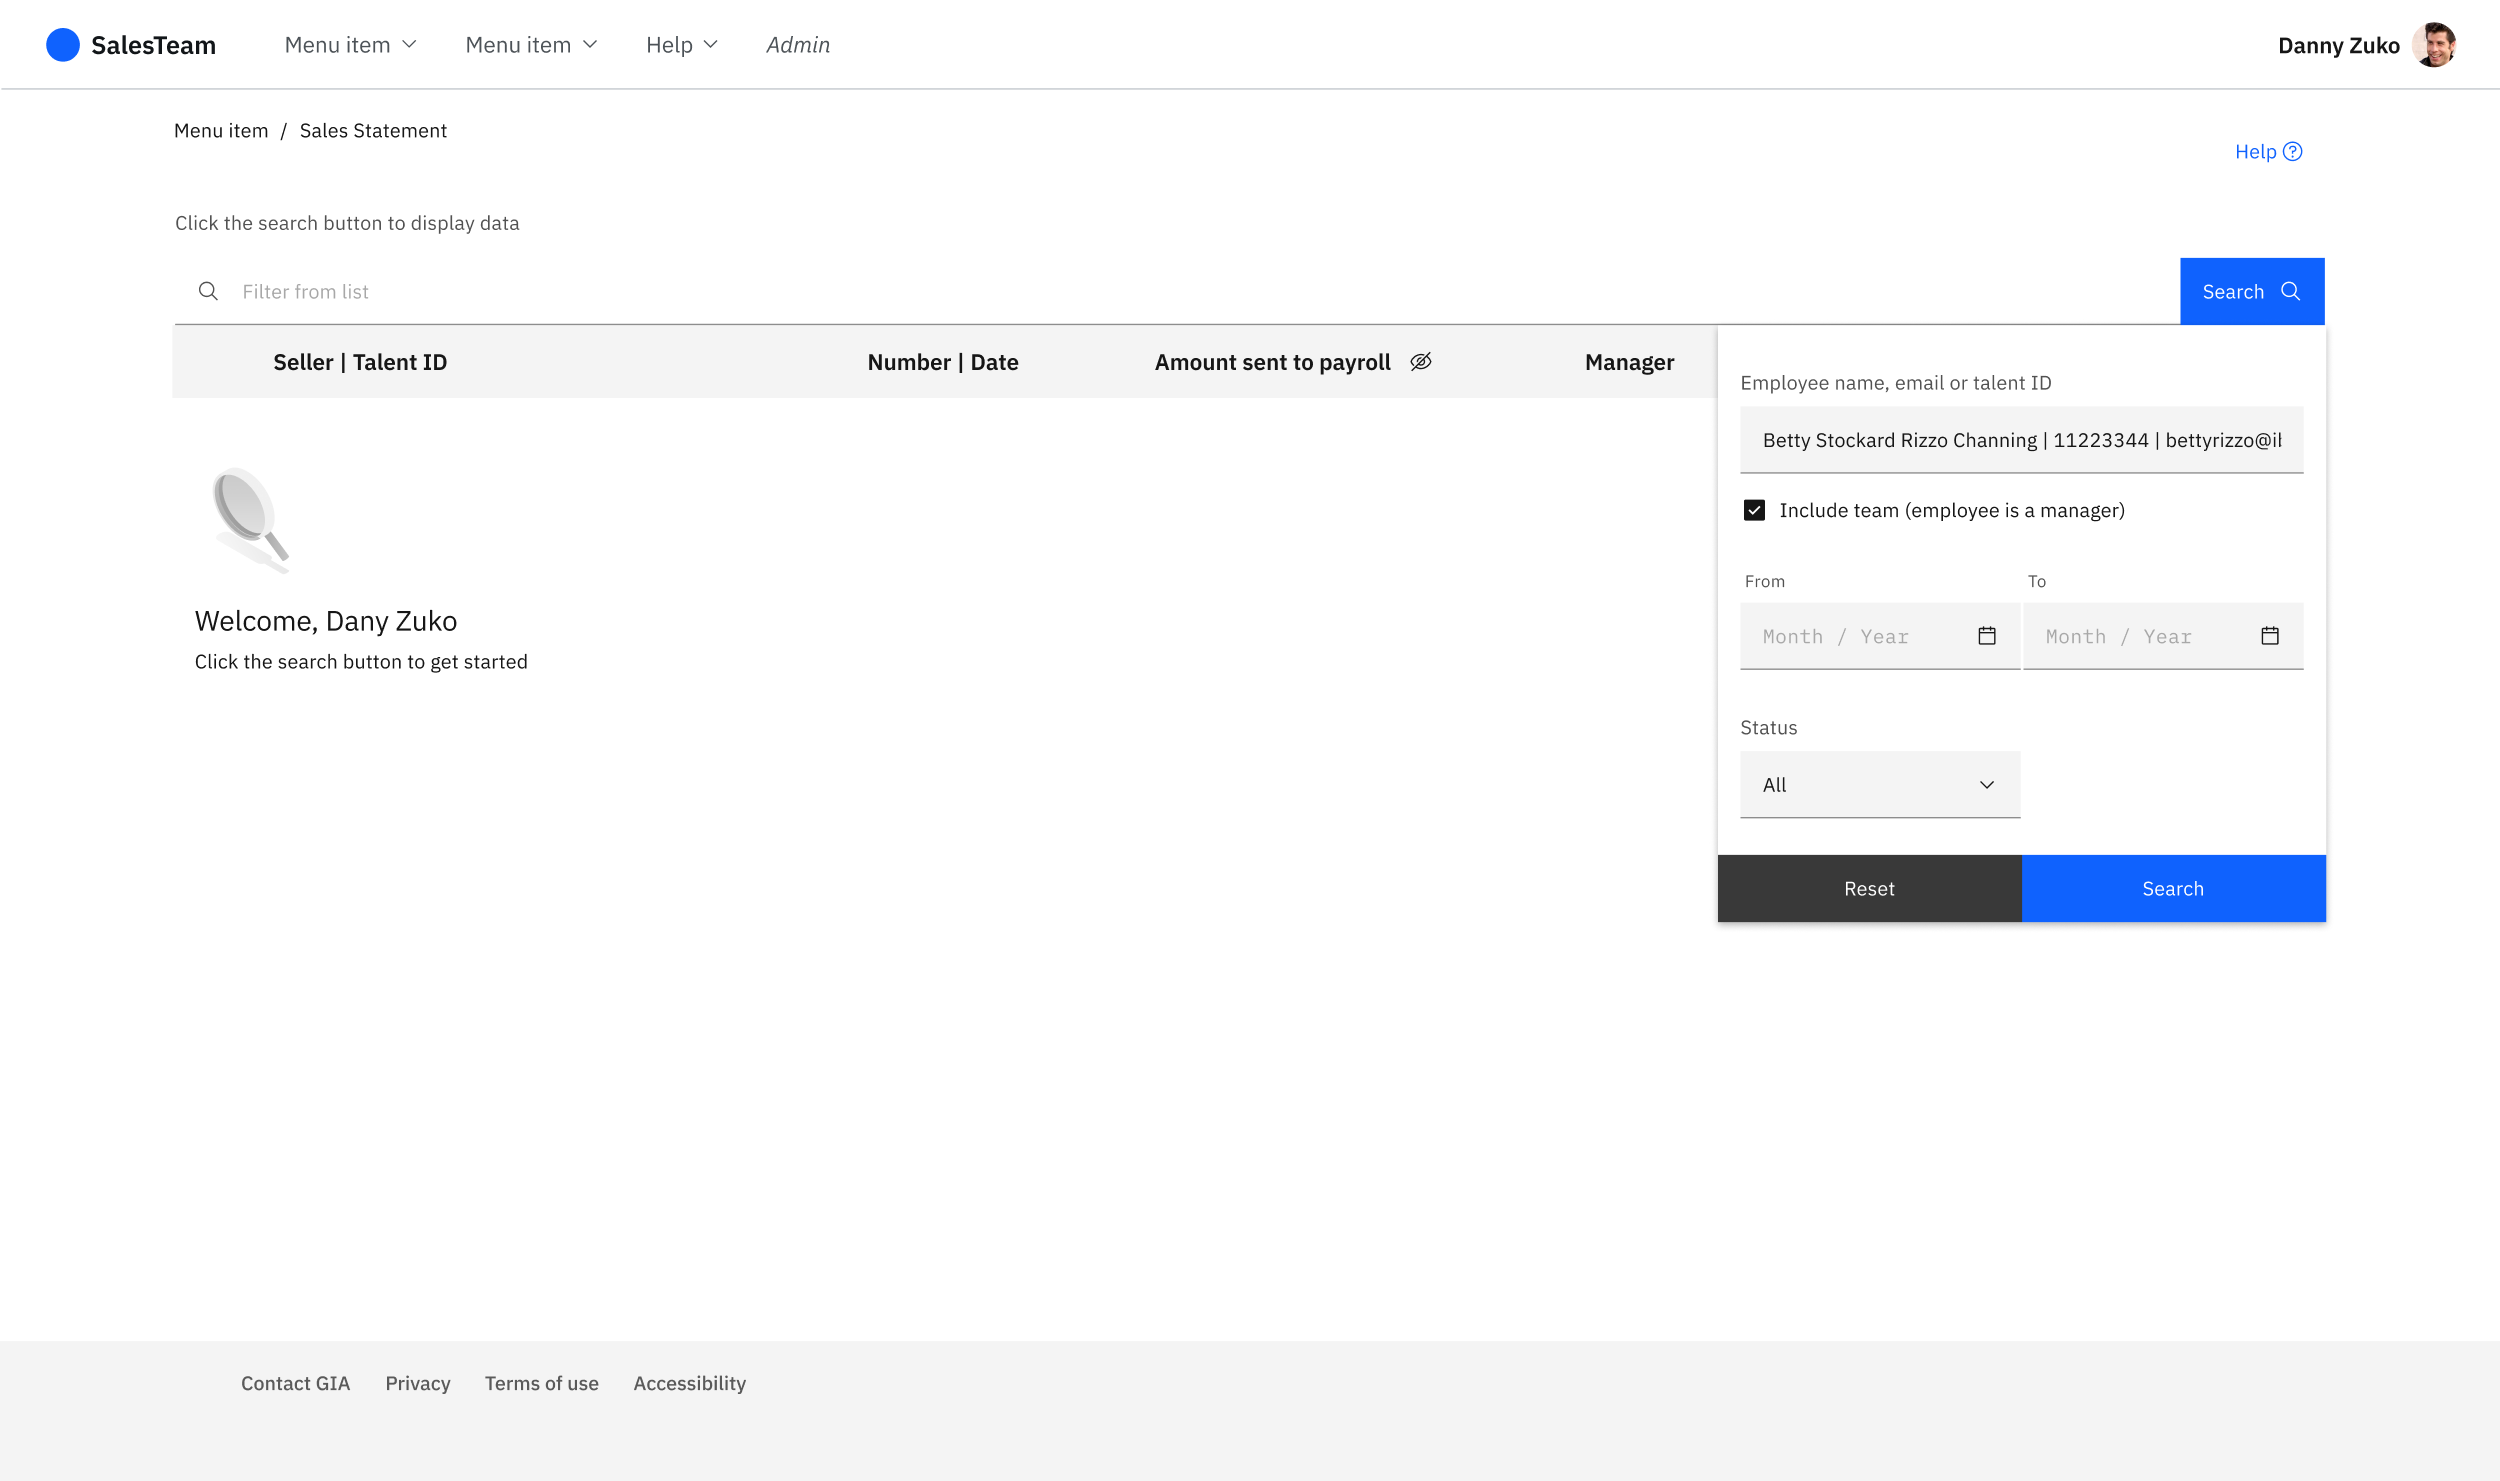 SalesTeam Menu item Menu item Help Admin Danny Zuko
Menu item / Sales Statement
Help
Click the search button to display data
Filter from list
Search
Seller | Talent ID Number | Date Amount sent to payroll Manager
Employee name, email or talent ID
Betty Stockard Rizzo Channing | 11223344 | bettyrizzo@i
Include team (employee is a manager)
From To
Month / Year Month / Year
Status
All
Reset Search
Welcome, Dany Zuko
Click the search button to get started
Contact GIA Privacy Terms of use Accessibility